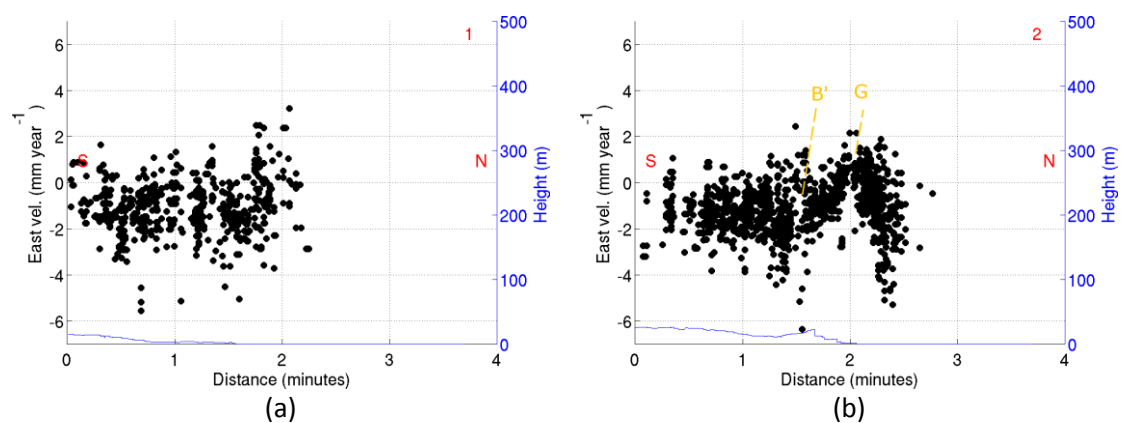 1
6
4
2
0
-2
-4
-6
East vel. (mm year⁻¹)
S
N
500
400
300
200
100
0
Height (m)
0 1 2 3 4
Distance (minutes)
(a)
2
6
4
2
0
-2
-4
-6
East vel. (mm year⁻¹)
B'
G
S
N
500
400
300
200
100
0
Height (m)
0 1 2 3 4
Distance (minutes)
(b)